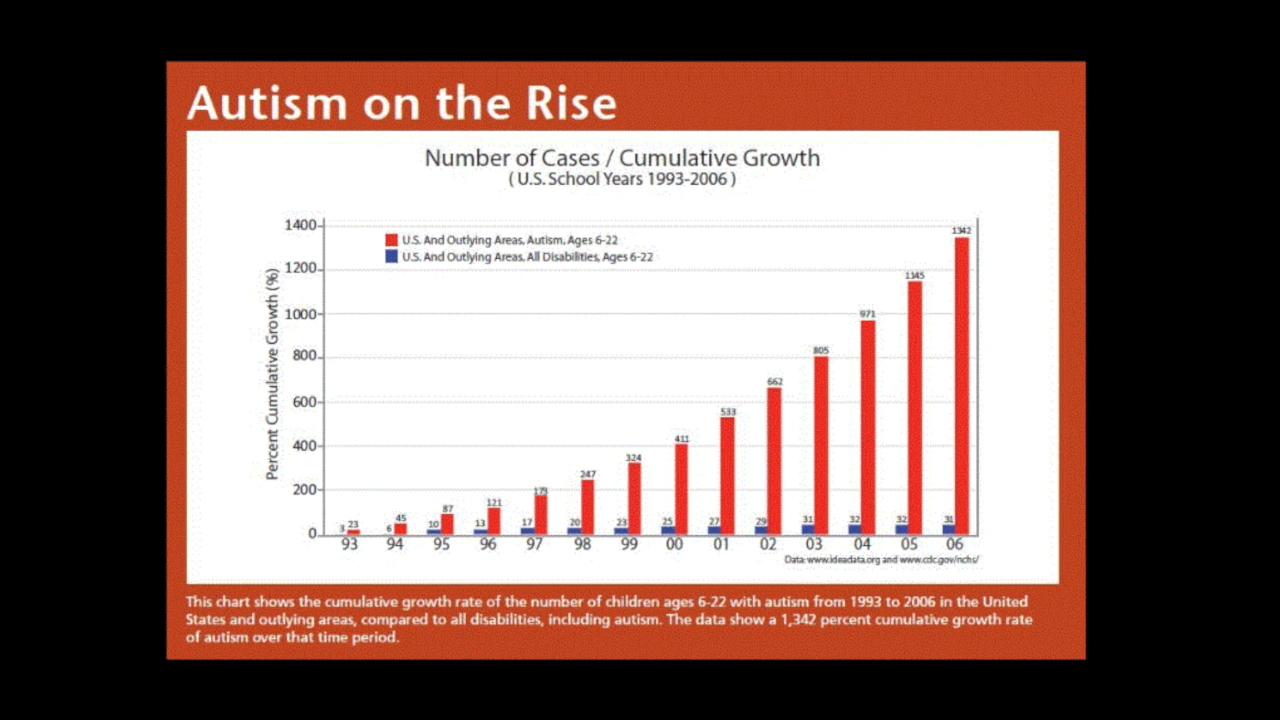 Autism on the Rise
Number of Cases / Cumulative Growth
( U.S. School Years 1993-2006 )
Percent Cumulative Growth (%)
1400
1200
1000
800
600
400
200
0
U.S. And Outlying Areas, Autism, Ages 6-22
U.S. And Outlying Areas, All Disabilities, Ages 6-22
3 23
6 45
10 87
13 121
17 173
20 247
23 324
25 411
27 533
29 662
31 805
32 971
32 1145
31 1342
93 94 95 96 97 98 99 00 01 02 03 04 05 06
Data: www.ideadata.org and www.cdc.gov/nchs/
This chart shows the cumulative growth rate of the number of children ages 6-22 with autism from 1993 to 2006 in the United
States and outlying areas, compared to all disabilities, including autism. The data show a 1,342 percent cumulative growth rate
of autism over that time period.